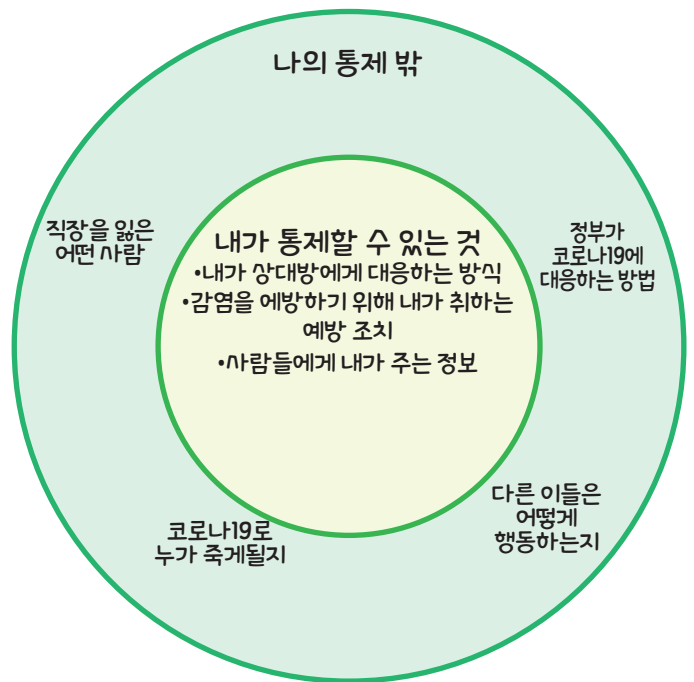 나의 통제 밖
직장을 잃은
어떤 사람
정부가
코로나19에
대응하는 방법
내가 통제할 수 있는 것
•내가 상대방에게 대응하는 방식
•감염을 에방하기 위해 내가 취하는
예방 조치
•사람들에게 내가 주는 정보
코로나19로
누가 죽게될지
다른 이들은
어떻게
행동하는지